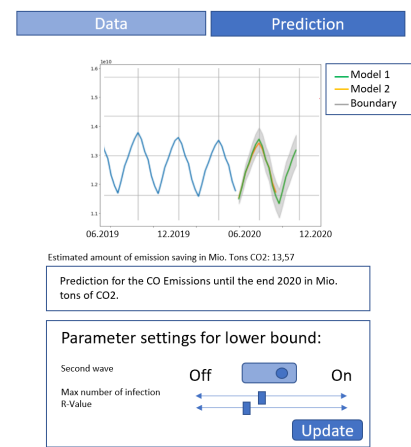 Data
Prediction
1e10
1.6
1.5
1.4
1.3
1.2
1.1
06.2019
12.2019
06.2020
12.2020
Model 1
Model 2
Boundary
Estimated amount of emission saving in Mio. Tons CO2: 13,57
Prediction for the CO Emissions until the end 2020 in Mio.
tons of CO2.
Parameter settings for lower bound:
Second wave
Off
On
Max number of infection
R-Value
Update